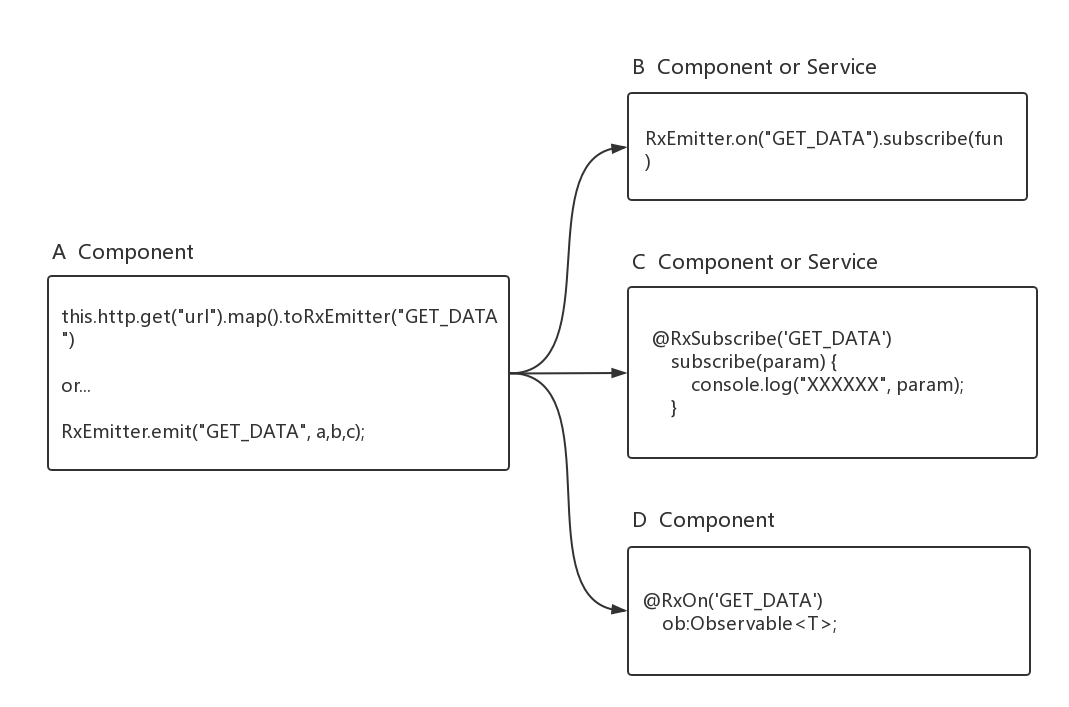 A  Component
this.http.get("url").map().toRxEmitter("GET_DATA
")
or...
RxEmitter.emit("GET_DATA", a,b,c);
B  Component or Service
RxEmitter.on("GET_DATA").subscribe(fun
)
C  Component or Service
@RxSubscribe('GET_DATA')
subscribe(param) {
console.log("XXXXXX", param);
}
D  Component
@RxOn('GET_DATA')
ob:Observable<T>;